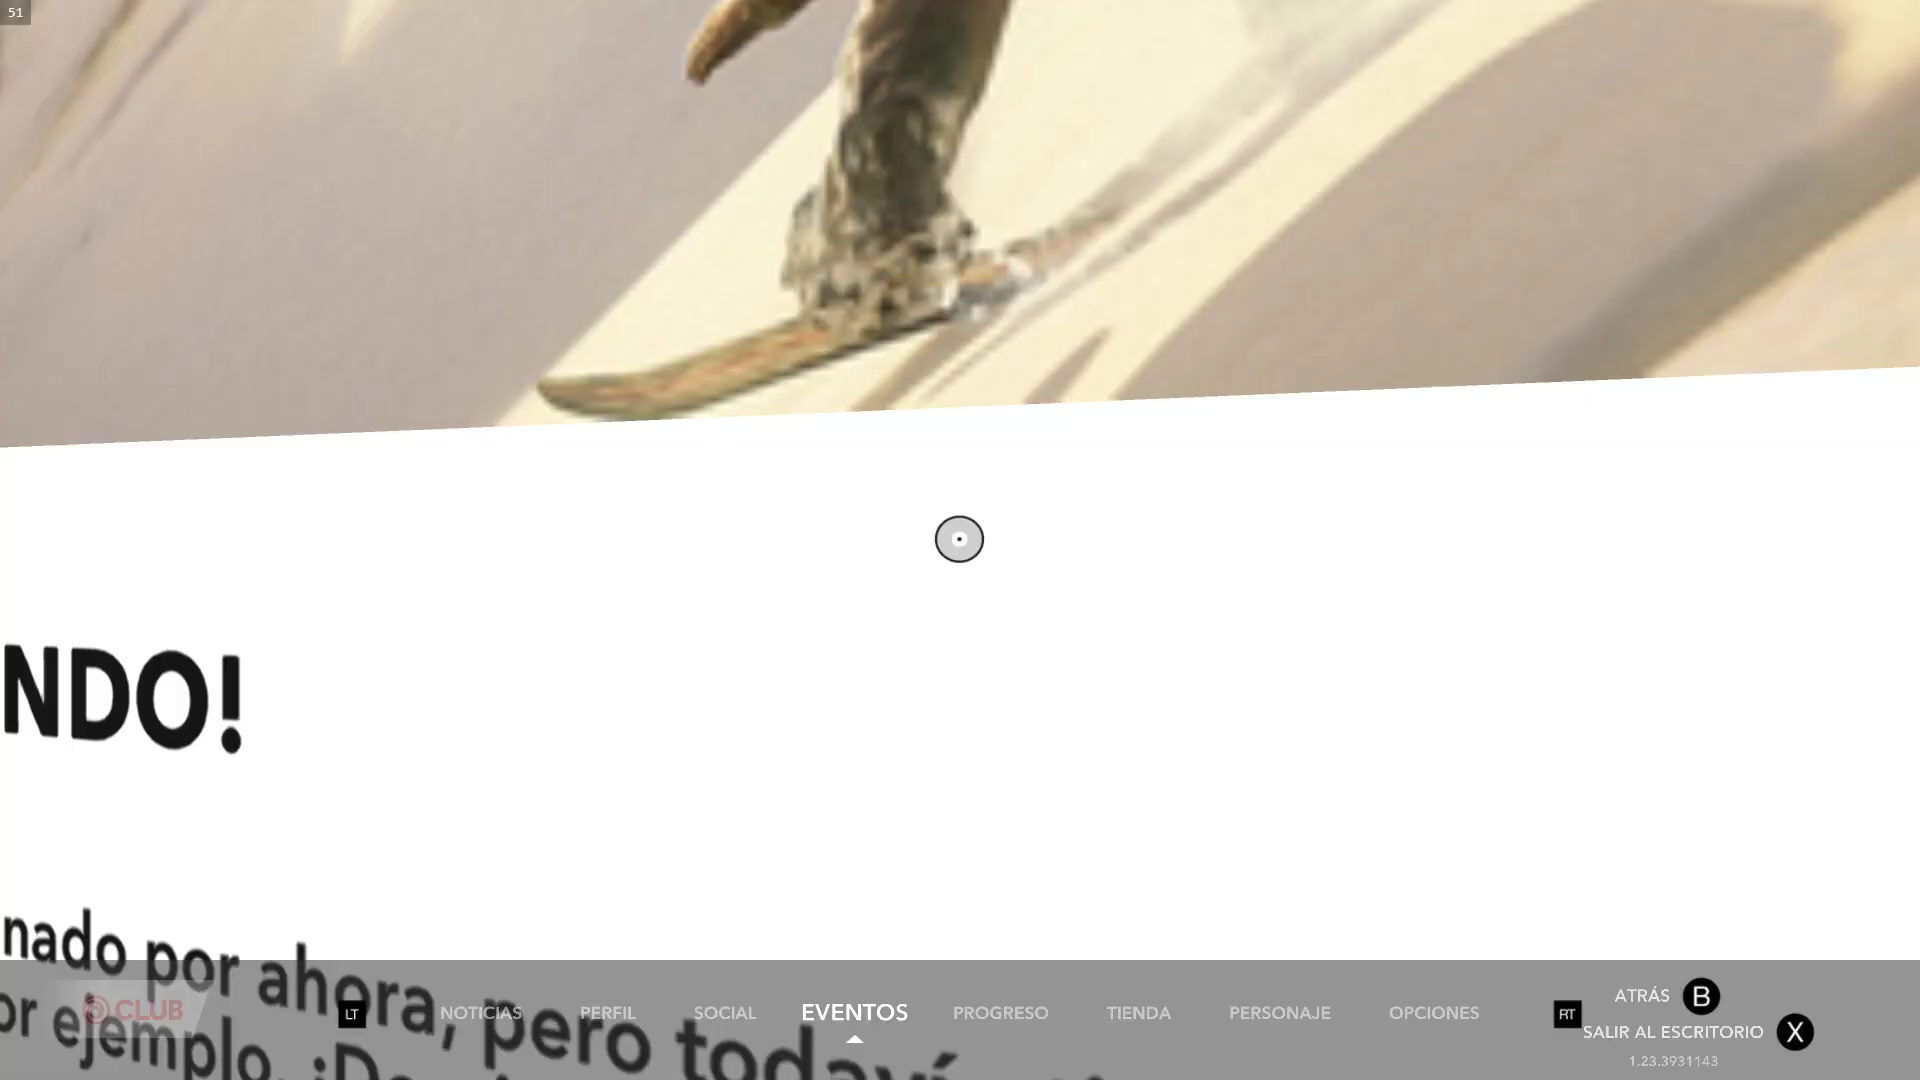 51
NDO!
nado por ahora, pero todaví
or ejemplo. ¡De
CLUB
LT
NOTICIAS
PERFIL
SOCIAL
EVENTOS
PROGRESO
TIENDA
PERSONAJE
OPCIONES
RT
ATRÁS B
SALIR AL ESCRITORIO X
1.23.3931143